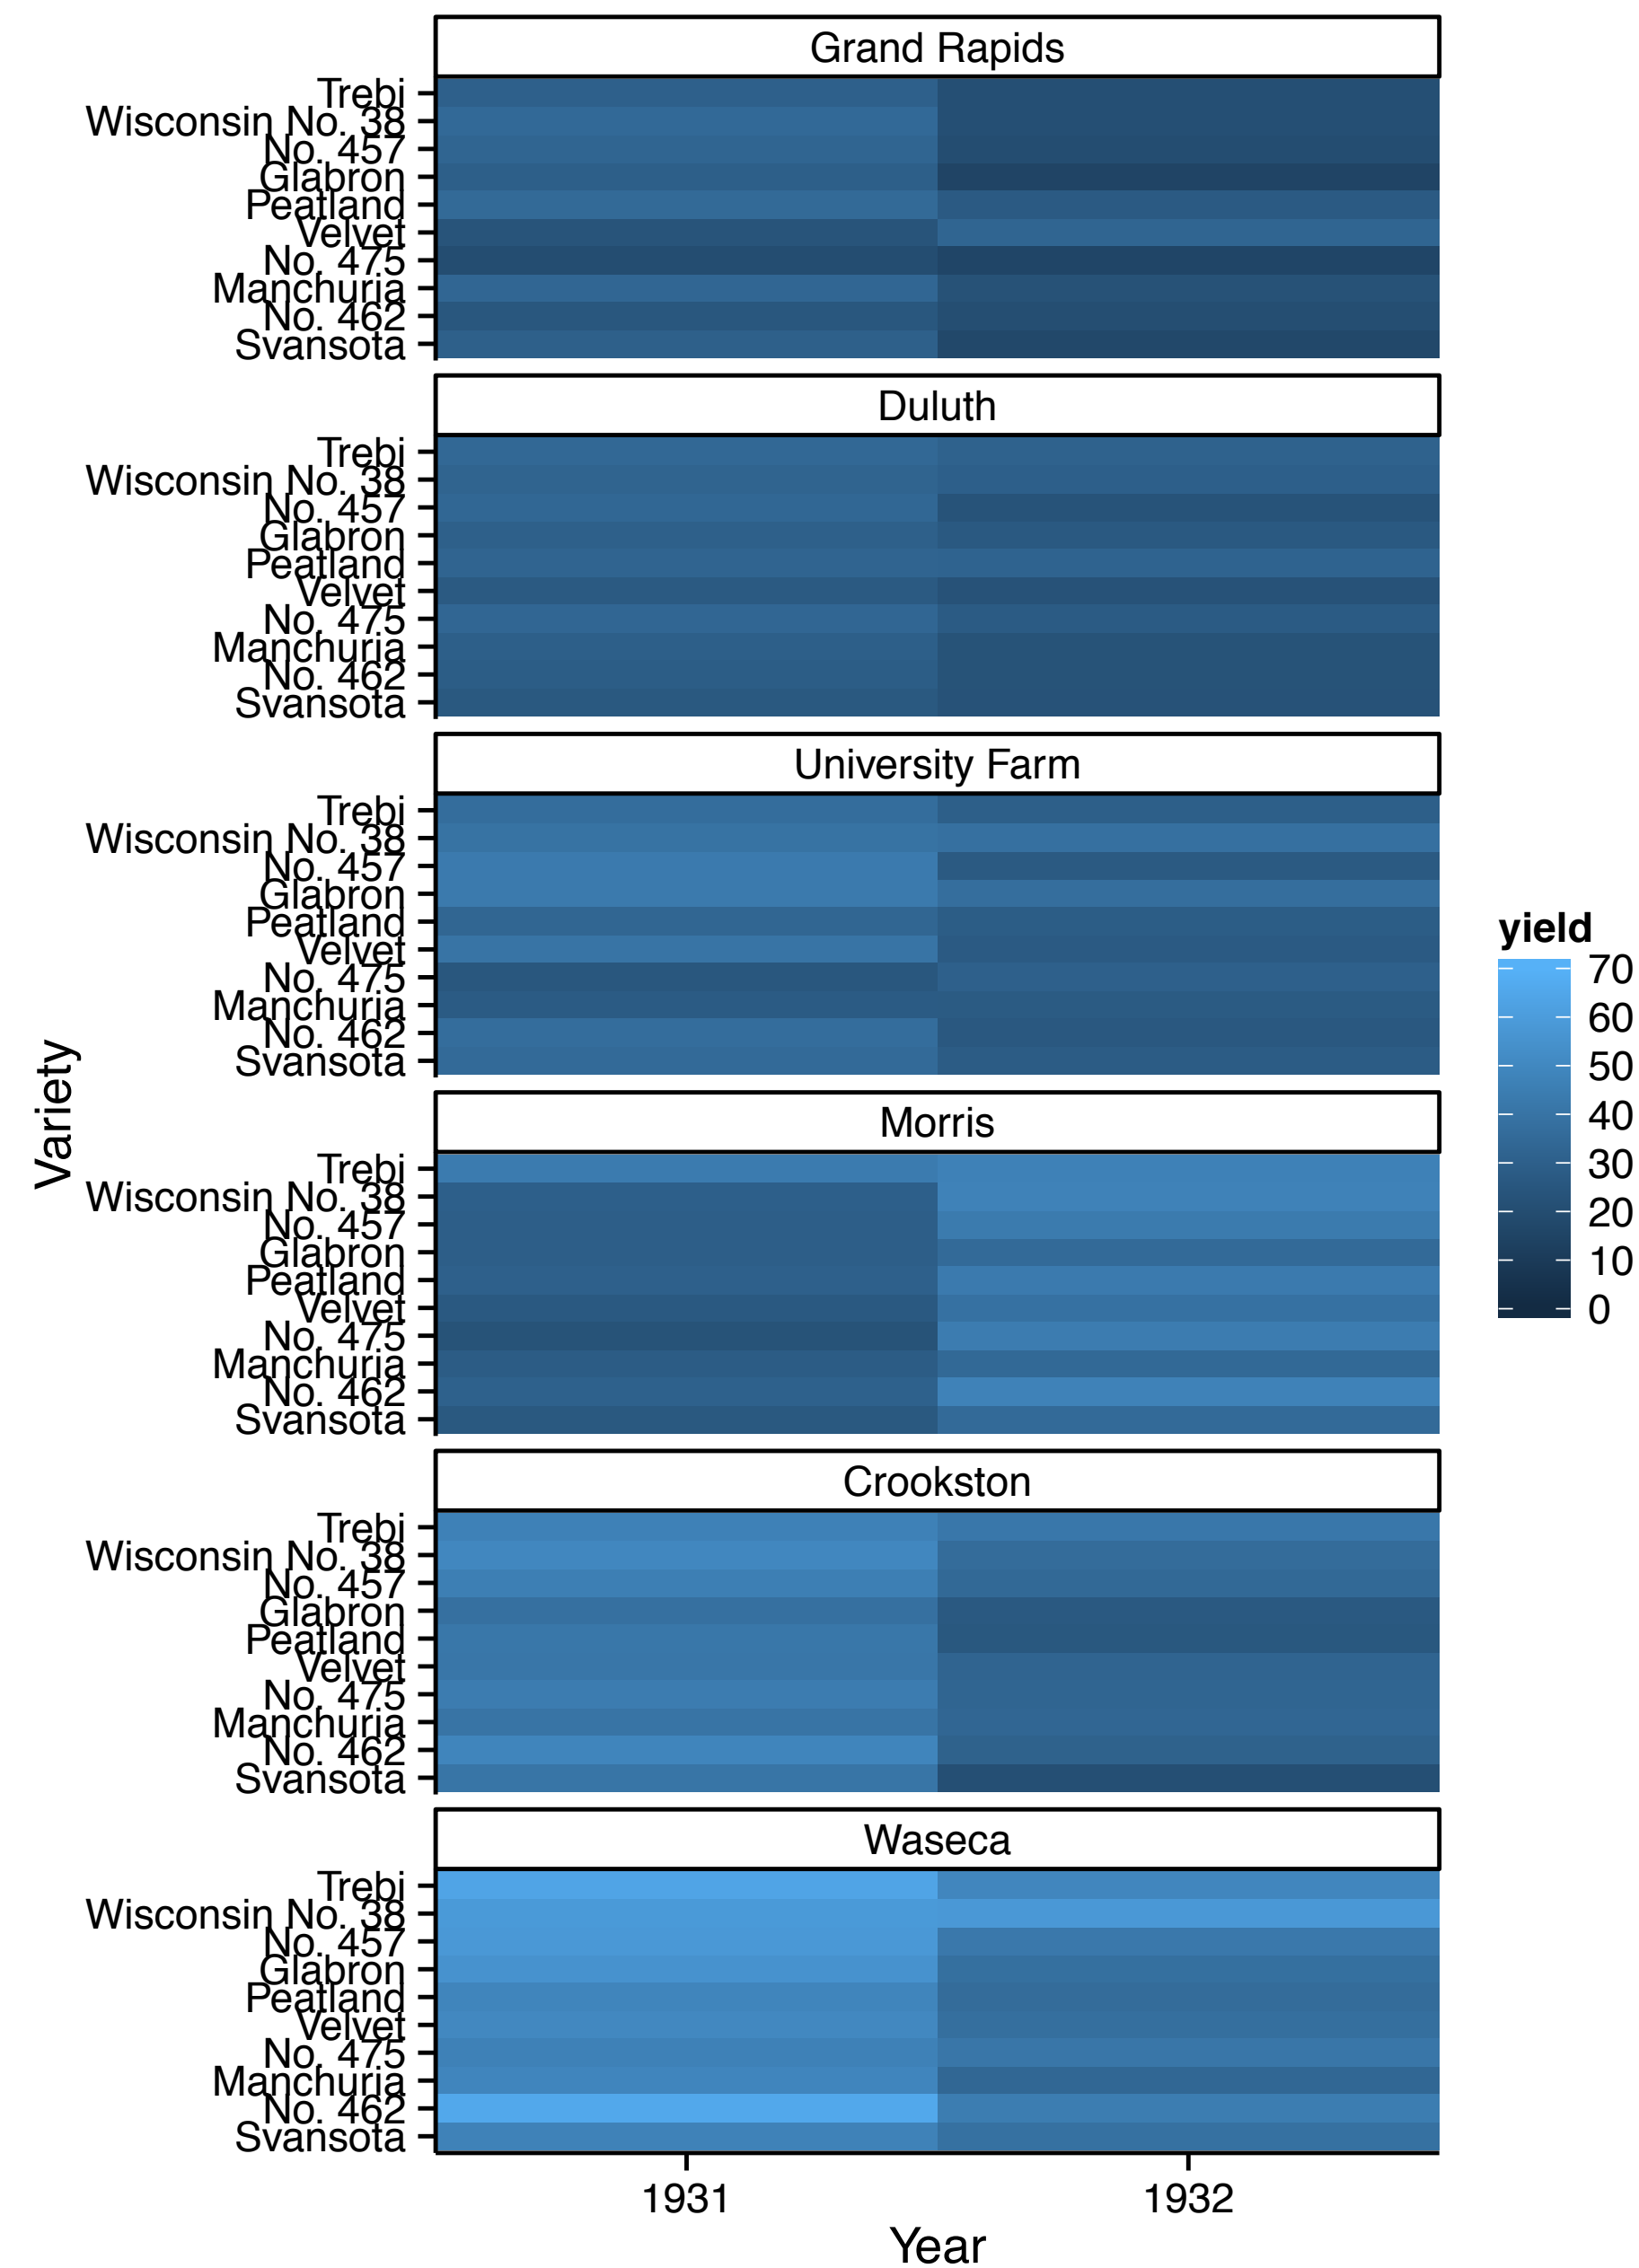 Grand Rapids
Trebi
Wisconsin No. 38
No. 457
Glabron
Peatland
Velvet
No. 475
Manchuria
No. 462
Svansota
Duluth
Trebi
Wisconsin No. 38
No. 457
Glabron
Peatland
Velvet
No. 475
Manchuria
No. 462
Svansota
University Farm
Trebi
Wisconsin No. 38
No. 457
Glabron
Peatland
Velvet
No. 475
Manchuria
No. 462
Svansota
Morris
Trebi
Wisconsin No. 38
No. 457
Glabron
Peatland
Velvet
No. 475
Manchuria
No. 462
Svansota
Crookston
Trebi
Wisconsin No. 38
No. 457
Glabron
Peatland
Velvet
No. 475
Manchuria
No. 462
Svansota
Waseca
Trebi
Wisconsin No. 38
No. 457
Glabron
Peatland
Velvet
No. 475
Manchuria
No. 462
Svansota
1931 1932
Year
Variety
yield
70
60
50
40
30
20
10
0